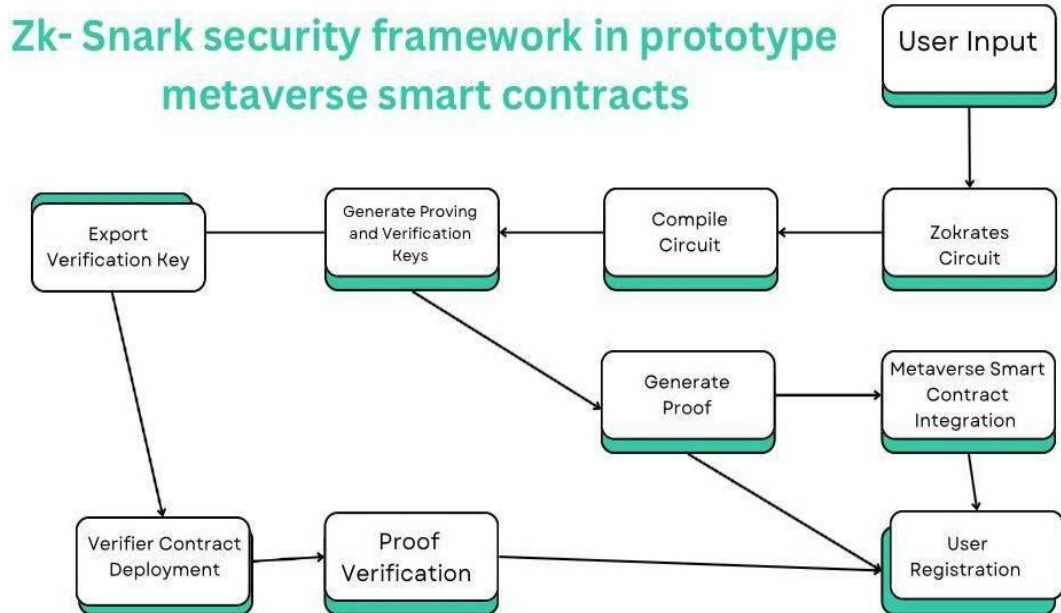 Zk- Snark security framework in prototype
metaverse smart contracts
User Input
Export
Verification Key
Generate Proving
and Verification
Keys
Compile
Circuit
Zokrates
Circuit
Generate
Proof
Metaverse Smart
Contract
Integration
Verifier Contract
Deployment
Proof
Verification
User
Registration